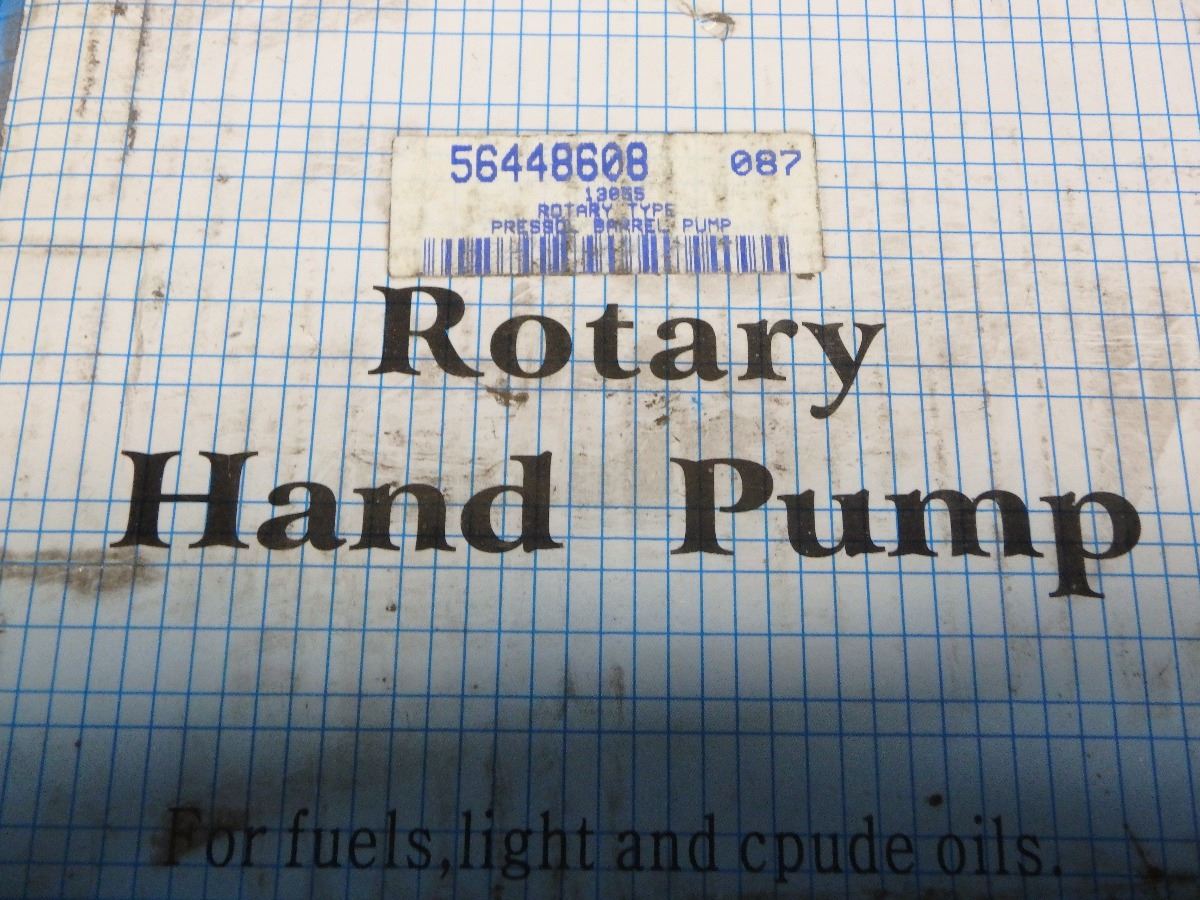 56448608 087
13055
ROTARY TYPE
PRESSOL BARREL PUMP
Rotary
Hand Pump
For fuels,light and cpude oils.